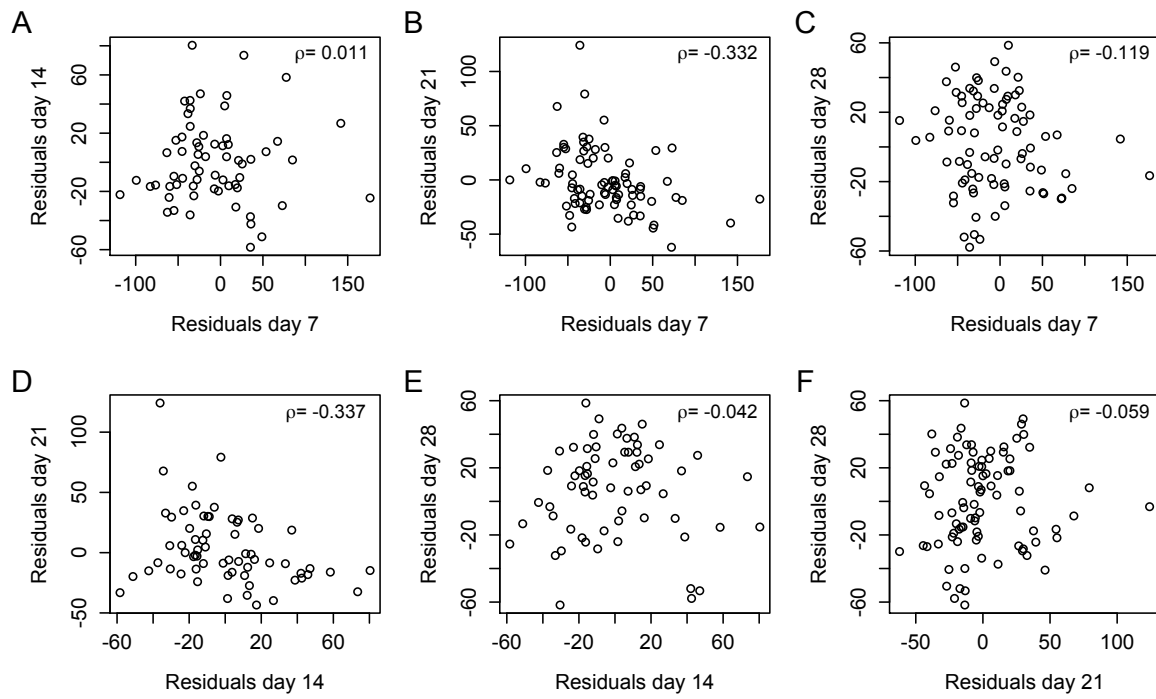 A
ρ= 0.011
Residuals day 14
-60 -20 20 60
-100 0 50 150
Residuals day 7
B
ρ= -0.332
Residuals day 21
-50 0 50 100
-100 0 50 150
Residuals day 7
C
ρ= -0.119
Residuals day 28
-60 -20 20 60
-100 0 50 150
Residuals day 7
D
ρ= -0.337
Residuals day 21
-50 0 50 100
-60 -20 20 60
Residuals day 14
E
ρ= -0.042
Residuals day 28
-60 -20 20 60
-60 -20 20 60
Residuals day 14
F
ρ= -0.059
Residuals day 28
-60 -20 20 60
-50 0 50 100
Residuals day 21